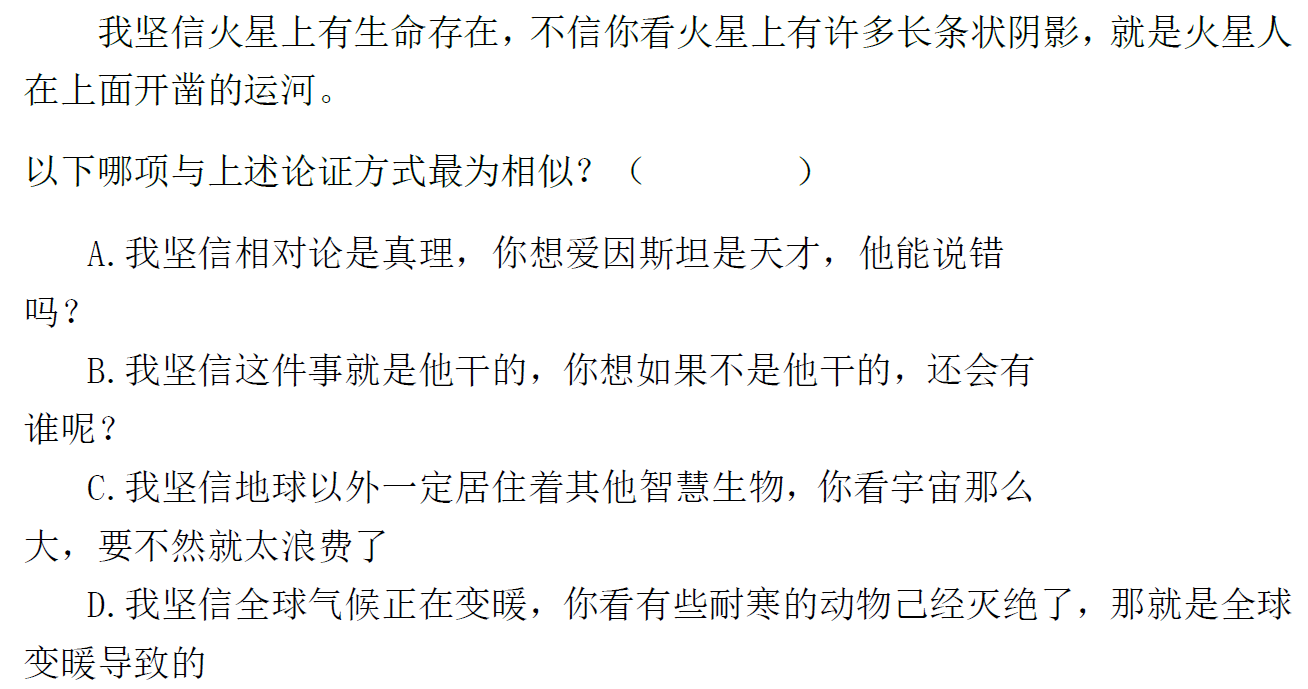 我坚信火星上有生命存在，不信你看火星上有许多长条状阴影，就是火星人
在上面开凿的运河。
以下哪项与上述论证方式最为相似？（　　　　）
A.我坚信相对论是真理，你想爱因斯坦是天才，他能说错
吗？
B.我坚信这件事就是他干的，你想如果不是他干的，还会有
谁呢？
C.我坚信地球以外一定居住着其他智慧生物，你看宇宙那么
大，要不然就太浪费了
D.我坚信全球气候正在变暖，你看有些耐寒的动物己经灭绝了，那就是全球
变暖导致的